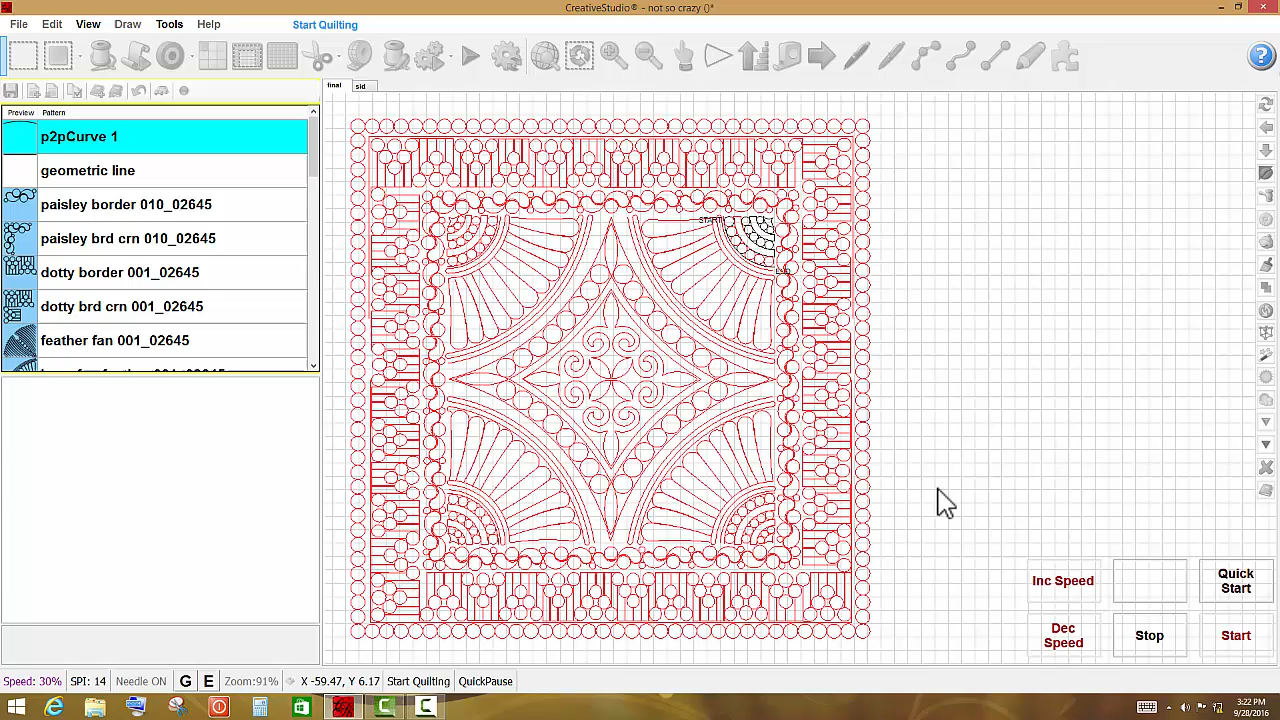 CreativeStudio® - not so crazy ()*
File Edit View Draw Tools Help Start Quilting
final sid
Preview Pattern
p2pCurve 1
geometric line
paisley border 010_02645
paisley brd crn 010_02645
dotty border 001_02645
dotty brd crn 001_02645
feather fan 001_02645
START
END
Inc Speed
Quick Start
Dec Speed
Stop
Start
Speed: 30% SPI: 14 Needle ON G E Zoom:91% X -59.47, Y 6.17 Start Quilting QuickPause
3:22 PM
9/28/2016